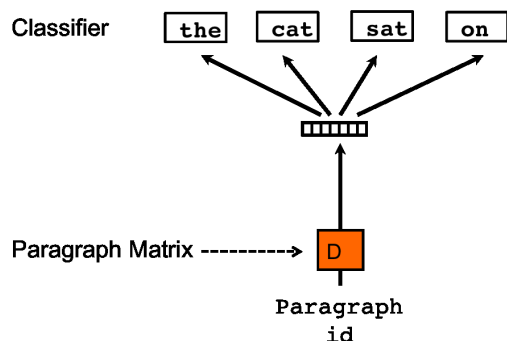 Classifier the cat sat on
Paragraph Matrix D
Paragraph
id